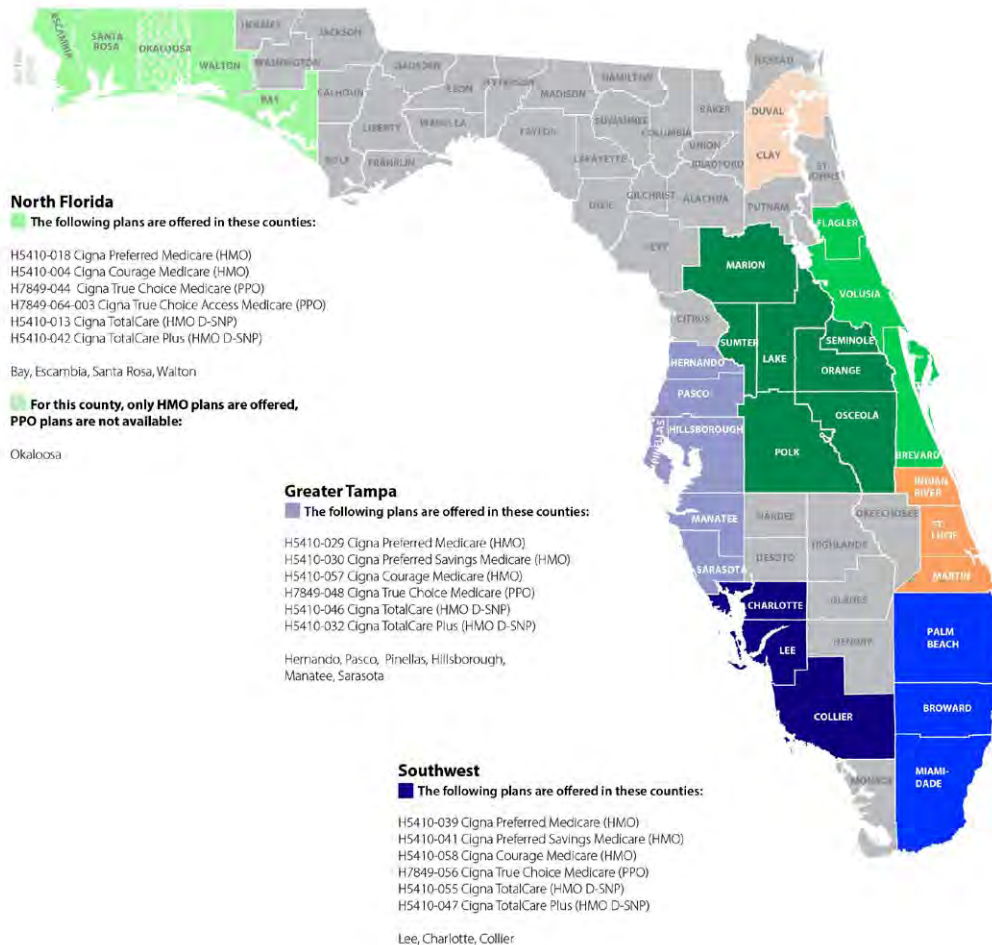 ESCAMBIA
SANTA
ROSA
OKALOOSA
WALTON
HOLMES
JACKSON
WASHINGTON
BAY
CALHOUN
GADSDEN
LEON
JEFFERSON
MADISON
HAMILTON
NASSAU
LIBERTY
WAKULLA
TAYLOR
SUWANNEE
COLUMBIA
BAKER
DUVAL
GULF
FRANKLIN
LAFAYETTE
UNION
BRADFORD
CLAY
ST.
JOHNS
DIXIE
GILCHRIST
ALACHUA
PUTNAM
FLAGLER
LEVY
MARION
VOLUSIA
CITRUS
SUMTER
LAKE
SEMINOLE
ORANGE
HERNANDO
PASCO
OSCEOLA
HILLSBOROUGH
PINELLAS
POLK
BREVARD
INDIAN
RIVER
MANATEE
HARDEE
OKEECHOBEE
ST.
LUCIE
HIGHLANDS
SARASOTA
DESOTO
MARTIN
CHARLOTTE
GLADES
LEE
HENDRY
PALM
BEACH
COLLIER
BROWARD
MONROE
MIAMI-
DADE
North Florida
The following plans are offered in these counties:
H5410-018 Cigna Preferred Medicare (HMO)
H5410-004 Cigna Courage Medicare (HMO)
H7849-044 Cigna True Choice Medicare (PPO)
H7849-064-003 Cigna True Choice Access Medicare (PPO)
H5410-013 Cigna TotalCare (HMO D-SNP)
H5410-042 Cigna TotalCare Plus (HMO D-SNP)
Bay, Escambia, Santa Rosa, Walton
For this county, only HMO plans are offered,
PPO plans are not available:
Okaloosa
Greater Tampa
The following plans are offered in these counties:
H5410-029 Cigna Preferred Medicare (HMO)
H5410-030 Cigna Preferred Savings Medicare (HMO)
H5410-057 Cigna Courage Medicare (HMO)
H7849-048 Cigna True Choice Medicare (PPO)
H5410-046 Cigna TotalCare (HMO D-SNP)
H5410-032 Cigna TotalCare Plus (HMO D-SNP)
Hernando, Pasco, Pinellas, Hillsborough,
Manatee, Sarasota
Southwest
The following plans are offered in these counties:
H5410-039 Cigna Preferred Medicare (HMO)
H5410-041 Cigna Preferred Savings Medicare (HMO)
H5410-058 Cigna Courage Medicare (HMO)
H7849-056 Cigna True Choice Medicare (PPO)
H5410-055 Cigna TotalCare (HMO D-SNP)
H5410-047 Cigna TotalCare Plus (HMO D-SNP)
Lee, Charlotte, Collier